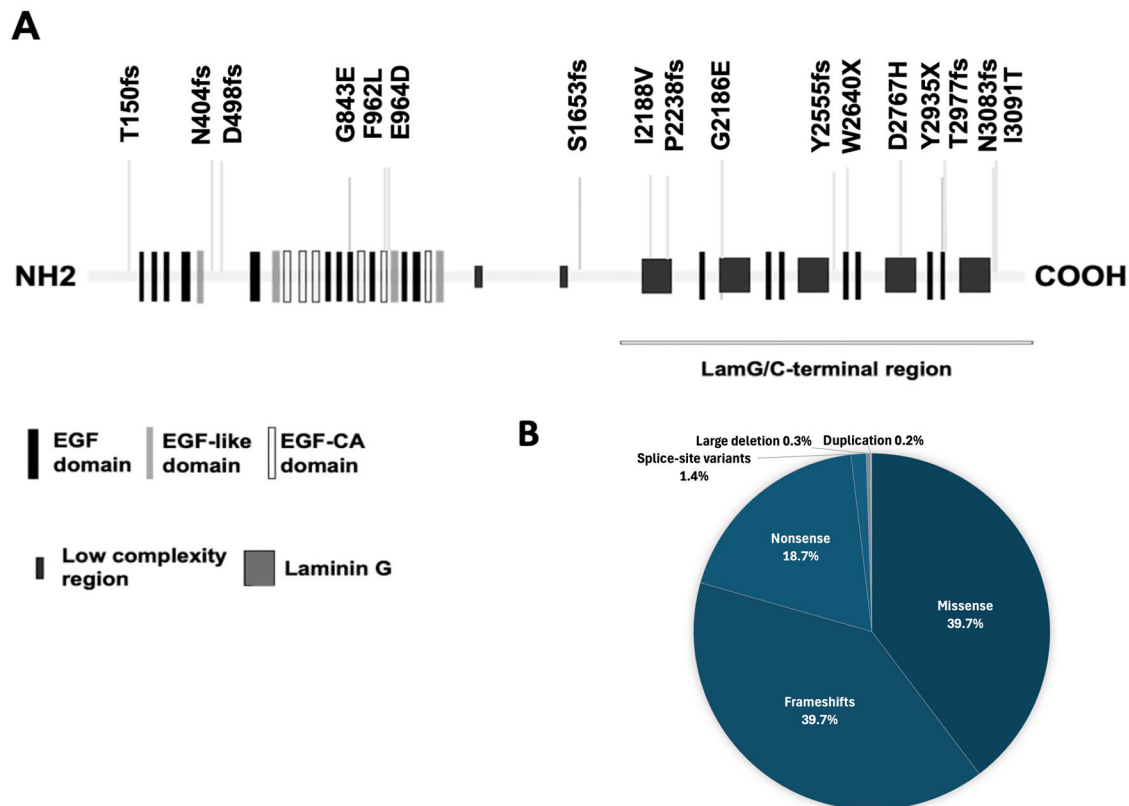 A
T150fs
N404fs
D498fs
G843E
F962L
E964D
S1653fs
I2188V
P2238fs
G2186E
Y2555fs
W2640X
D2767H
Y2935X
T2977fs
N3083fs
I3091T
NH2
COOH
LamG/C-terminal region
EGF
domain
EGF-like
domain
EGF-CA
domain
Low complexity
region
Laminin G
B
Large deletion 0.3%
Duplication 0.2%
Splice-site variants
1.4%
Nonsense
18.7%
Missense
39.7%
Frameshifts
39.7%